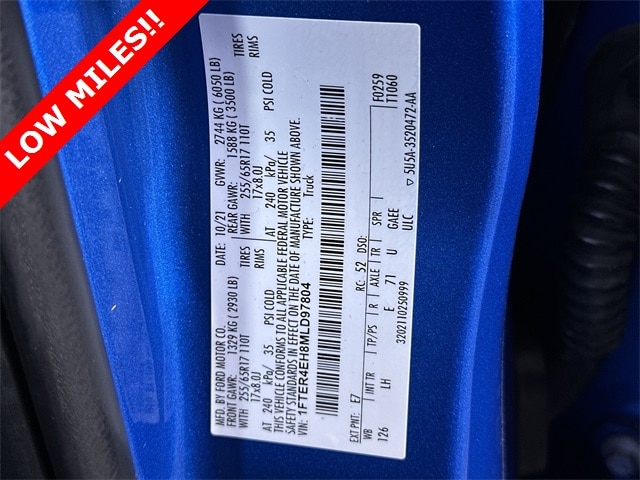 LOW MILES!!
MFD. BY FORD MOTOR CO.
DATE: 10/21 GVWR: 2744 KG ( 6050 LB)
FRONT GAWR: 1329 KG ( 2930 LB) REAR GAWR: 1588 KG ( 3500 LB)
WITH 255/65R17 110T TIRES WITH 255/65R17 110T TIRES
17x8.0J RIMS 17x8.0J RIMS
AT 240 kPa/ 35 PSI COLD AT 240 kPa/ 35 PSI COLD
THIS VEHICLE CONFORMS TO ALL APPLICABLE FEDERAL MOTOR VEHICLE
SAFETY STANDARDS IN EFFECT ON THE DATE OF MANUFACTURE SHOWN ABOVE.
VIN: 1FTER4EH8MLD97804 TYPE: Truck
F0259
TT060
EXT PNT: E7 RC: 52 DSO:
WB INT TR TP/PS R AXLE TR SPR
126 LH E 71 U GAEE
ULC ▽ 5U5A-3520472-AA
3202110250999